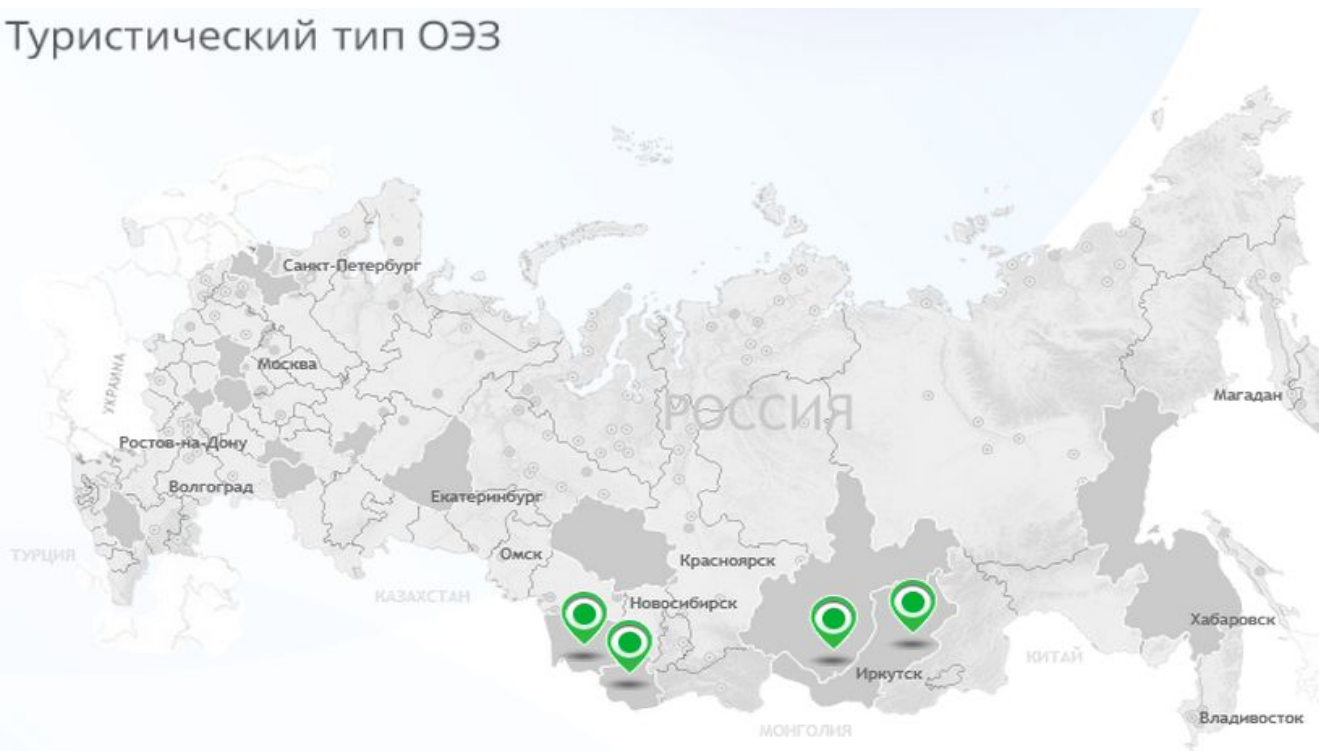 Туристический тип ОЭЗ
Санкт-Петербург
Москва
УКРАИНА
РОССИЯ
Магадан
Ростов-на-Дону
Волгоград
Екатеринбург
ТУРЦИЯ
Омск
Красноярск
КАЗАХСТАН
Новосибирск
Хабаровск
КИТАЙ
Иркутск
Владивосток
МОНГОЛИЯ